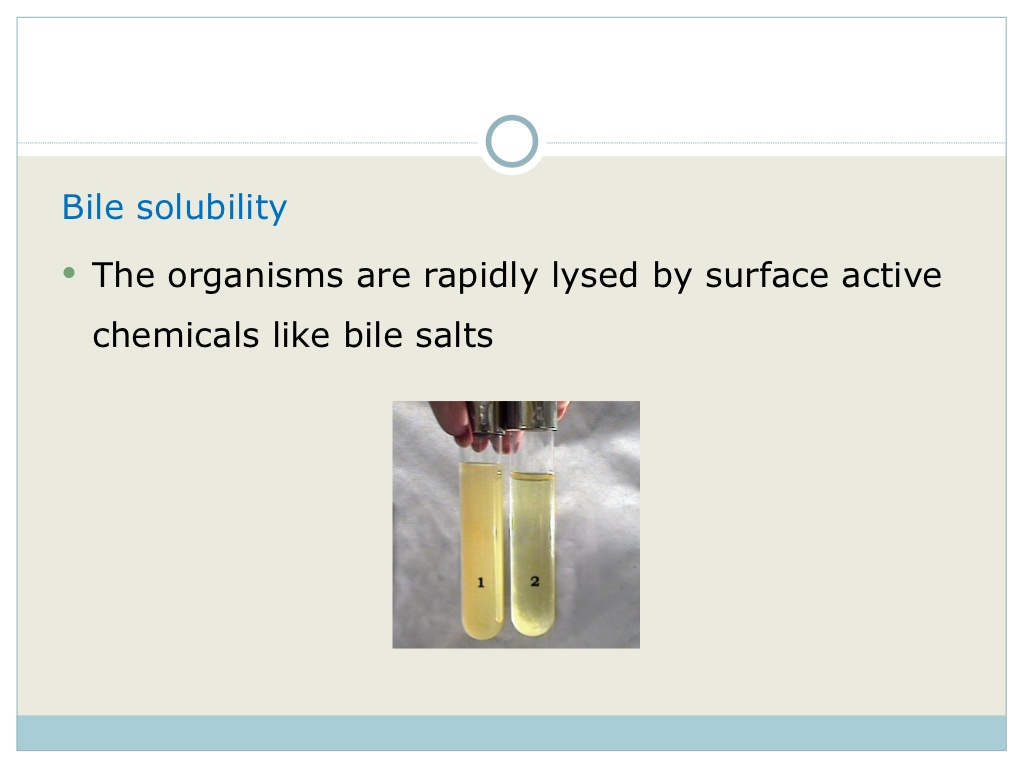 Bile solubility
• The organisms are rapidly lysed by surface active
chemicals like bile salts
1 2